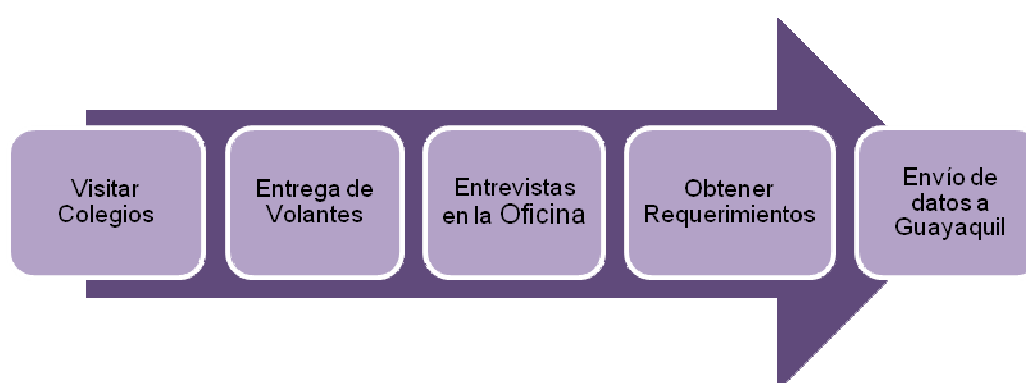 Visitar
Colegios
Entrega de
Volantes
Entrevistas
en la Oficina
Obtener
Requerimientos
Envío de
datos a
Guayaquil